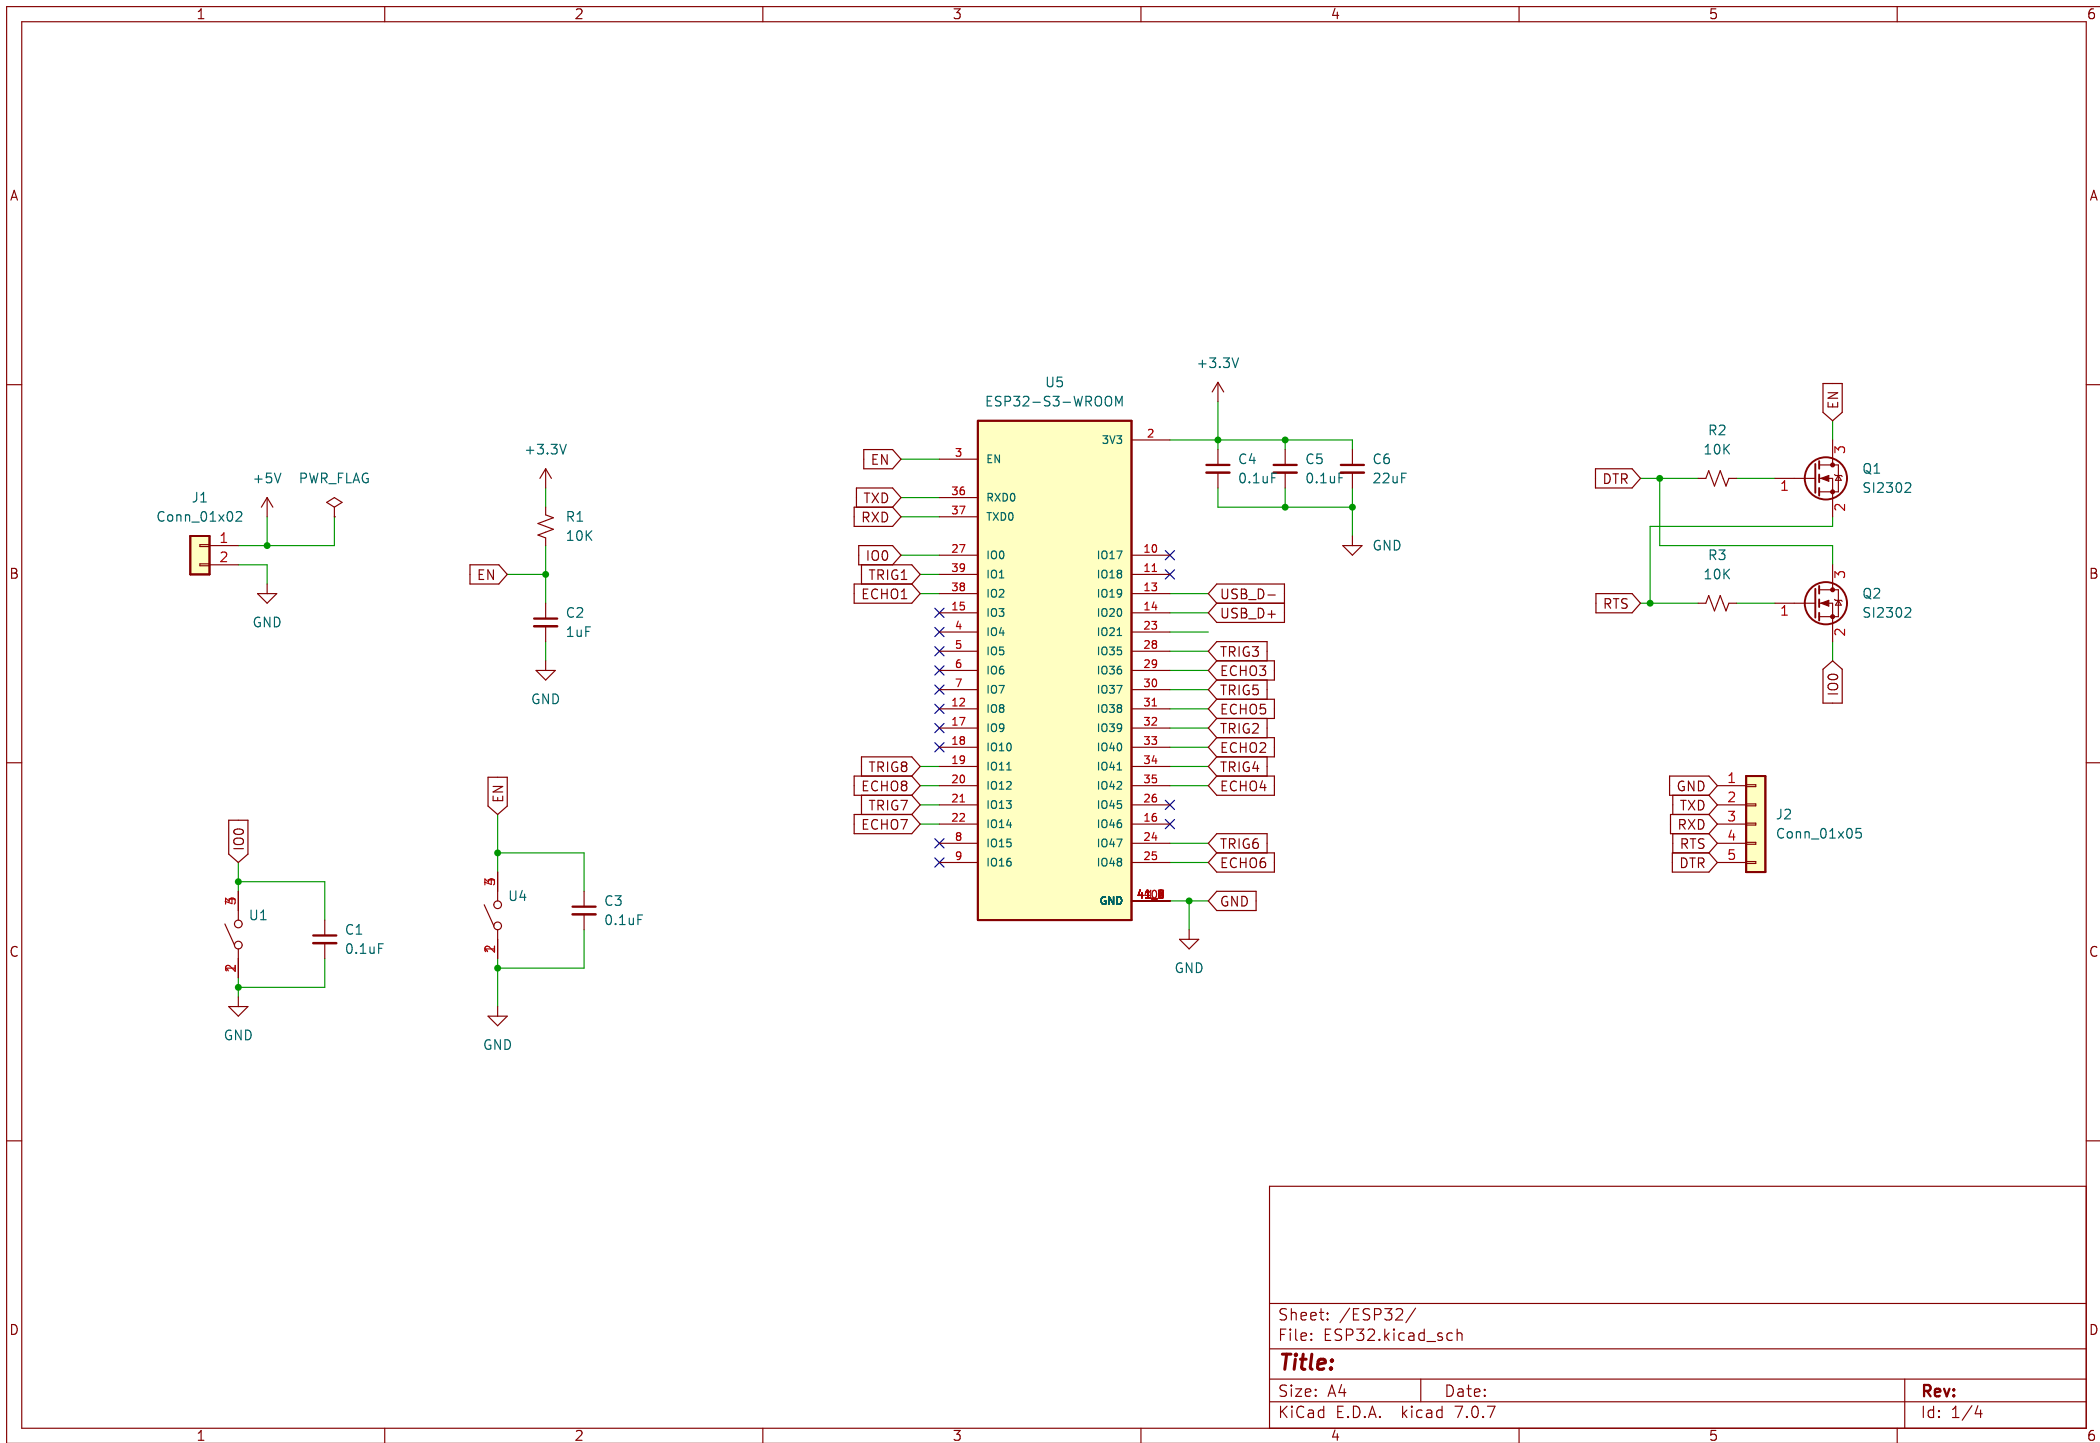 1 2 3 4 5 6
A A
B B
C C
D D
J1
Conn_01x02
1
2
+5V
PWR_FLAG
GND
+3.3V
R1
10K
EN
C2
1uF
GND
IO0
U1
C1
0.1uF
GND
EN
U4
C3
0.1uF
GND
U5
ESP32-S3-WROOM
EN 3 EN
TXD 36 RXD0
RXD 37 TXD0
IO0 27 IO0
TRIG1 39 IO1
ECHO1 38 IO2
15 IO3
4 IO4
5 IO5
6 IO6
7 IO7
12 IO8
17 IO9
18 IO10
TRIG8 19 IO11
ECHO8 20 IO12
TRIG7 21 IO13
ECHO7 22 IO14
8 IO15
9 IO16
3V3 2
IO17 10
IO18 11
IO19 13 USB_D-
IO20 14 USB_D+
IO21 23
IO35 28 TRIG3
IO36 29 ECHO3
IO37 30 TRIG5
IO38 31 ECHO5
IO39 32 TRIG2
IO40 33 ECHO2
IO41 34 TRIG4
IO42 35 ECHO4
IO45 26
IO46 16
IO47 24 TRIG6
IO48 25 ECHO6
GND GND
GND
+3.3V
C4
0.1uF
C5
0.1uF
C6
22uF
GND
EN
DTR
R2
10K
1
3
2
Q1
SI2302
RTS
R3
10K
1
3
2
Q2
SI2302
IO0
GND 1
TXD 2
RXD 3
RTS 4
DTR 5
J2
Conn_01x05
Sheet: /ESP32/
File: ESP32.kicad_sch
Title:
Size: A4 Date: Rev:
KiCad E.D.A. kicad 7.0.7 Id: 1/4
1 2 3 4 5 6